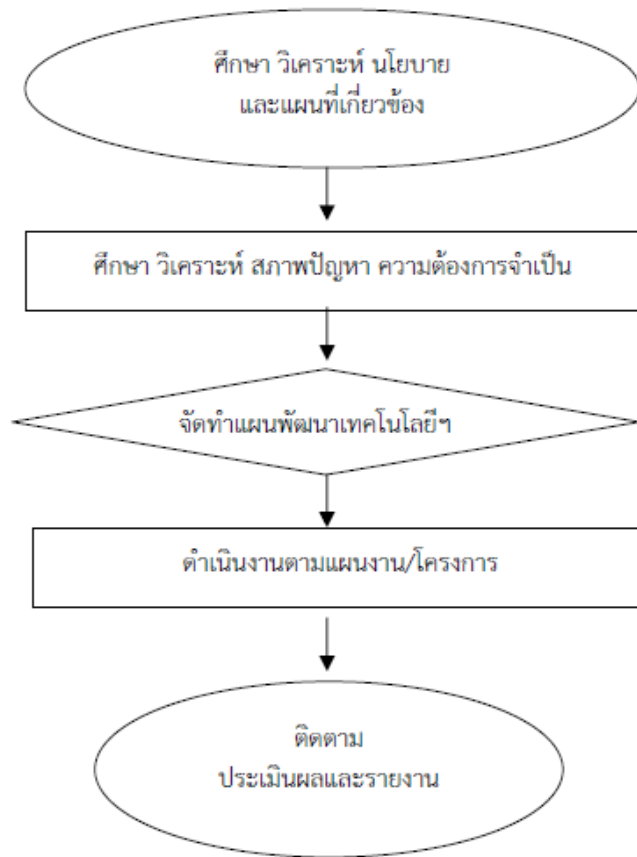 ศึกษา วิเคราะห์ นโยบาย
และแผนที่เกี่ยวข้อง
ศึกษา วิเคราะห์ สภาพปัญหา ความต้องการจำเป็น
จัดทำแผนพัฒนาเทคโนโลยีฯ
ดำเนินงานตามแผนงาน/โครงการ
ติดตาม
ประเมินผลและรายงาน